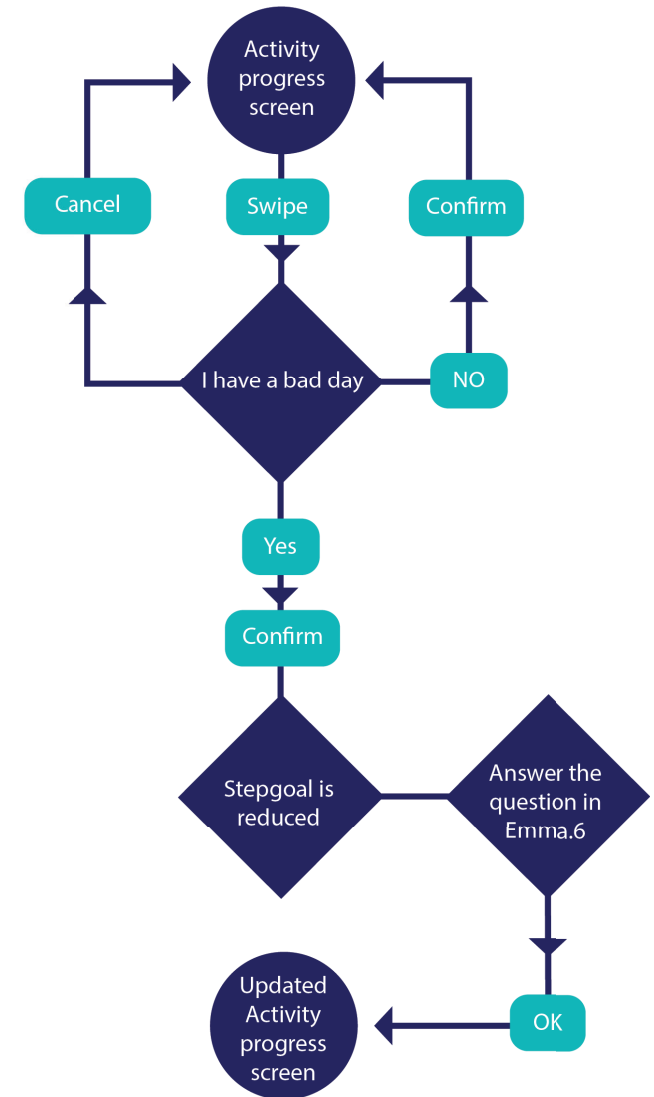 Activity
progress
screen
Cancel
Swipe
Confirm
I have a bad day
NO
Yes
Confirm
Stepgoal is
reduced
Answer the
question in
Emma.6
Updated
Activity
progress
screen
OK